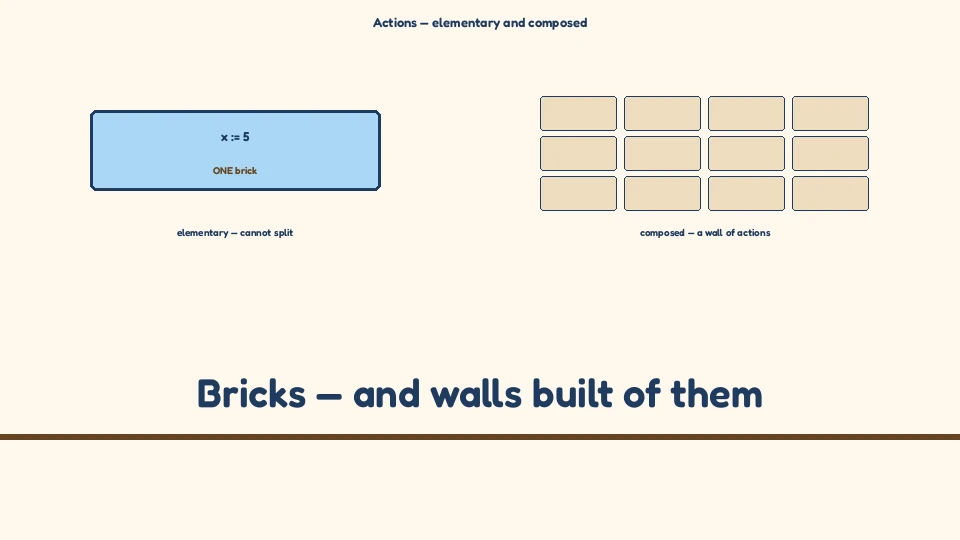 Actions — elementary and composed
x := 5
ONE brick
elementary — cannot split
composed — a wall of actions
Bricks — and walls built of them